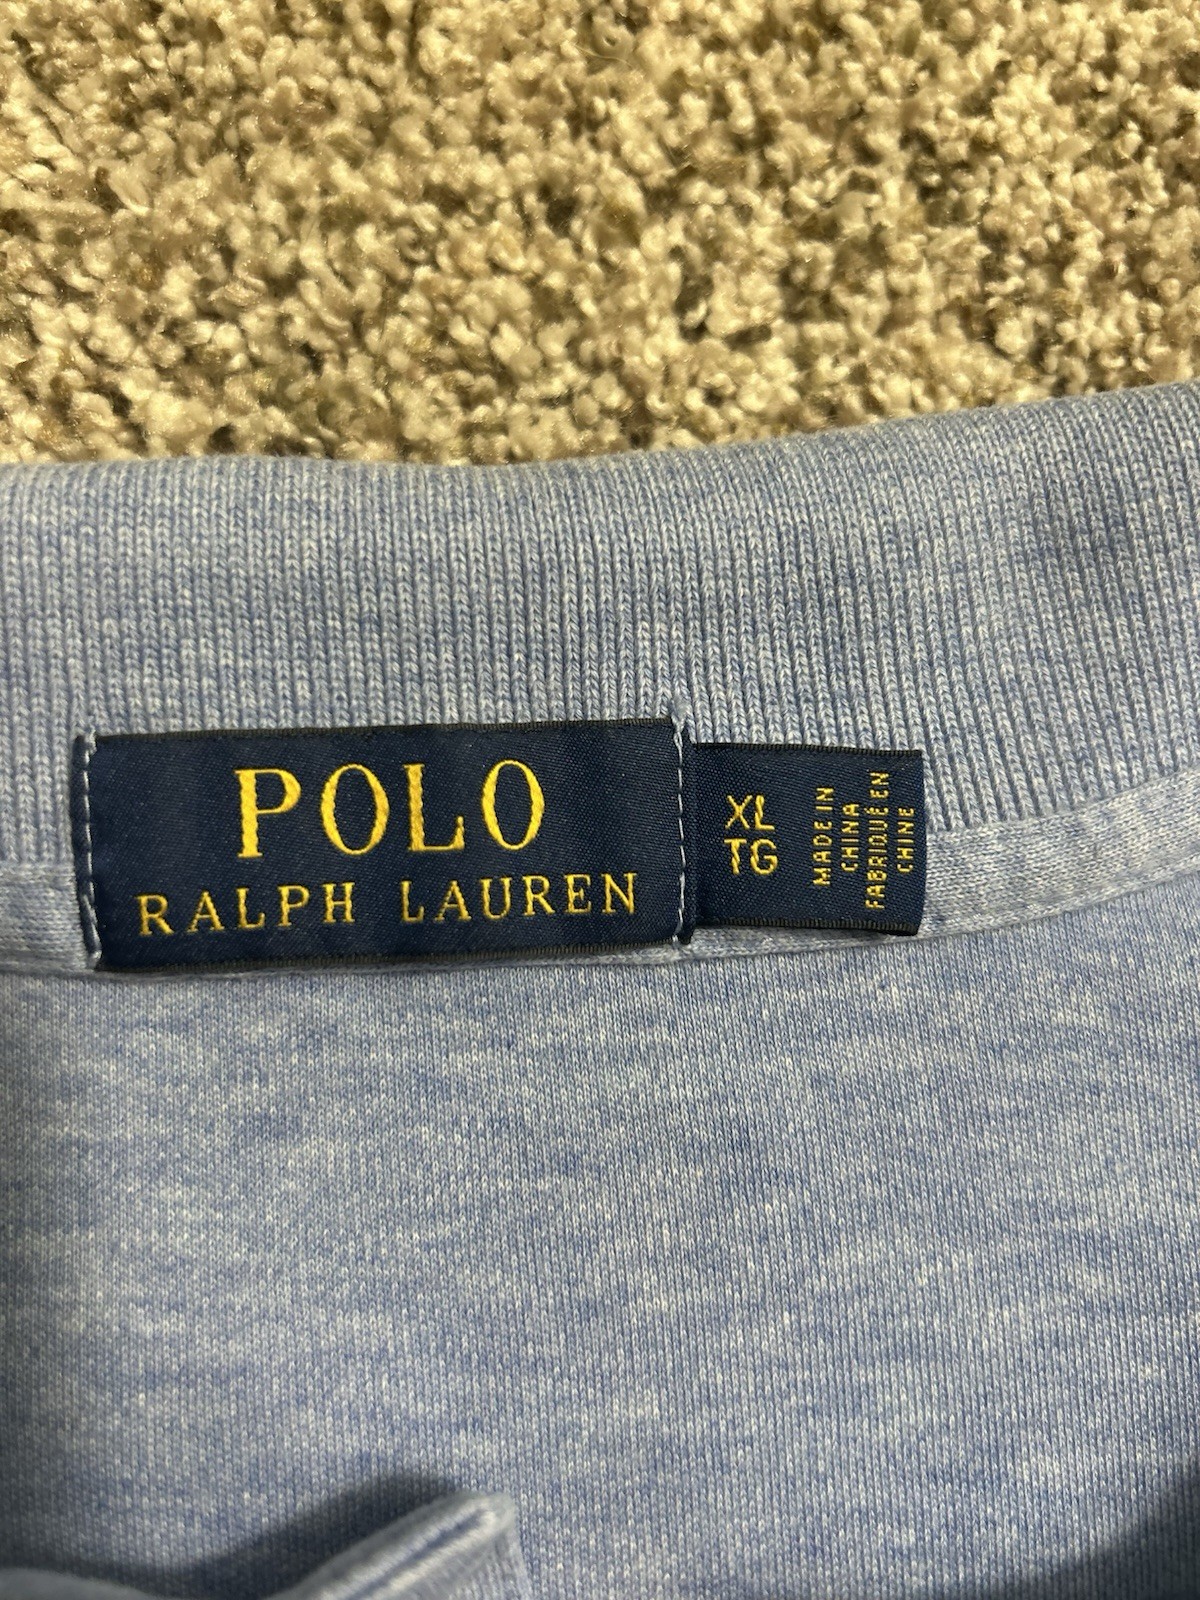 POLO
RALPH LAUREN
XL
TG
MADE IN
CHINA
FABRIQUÉ EN
CHINE